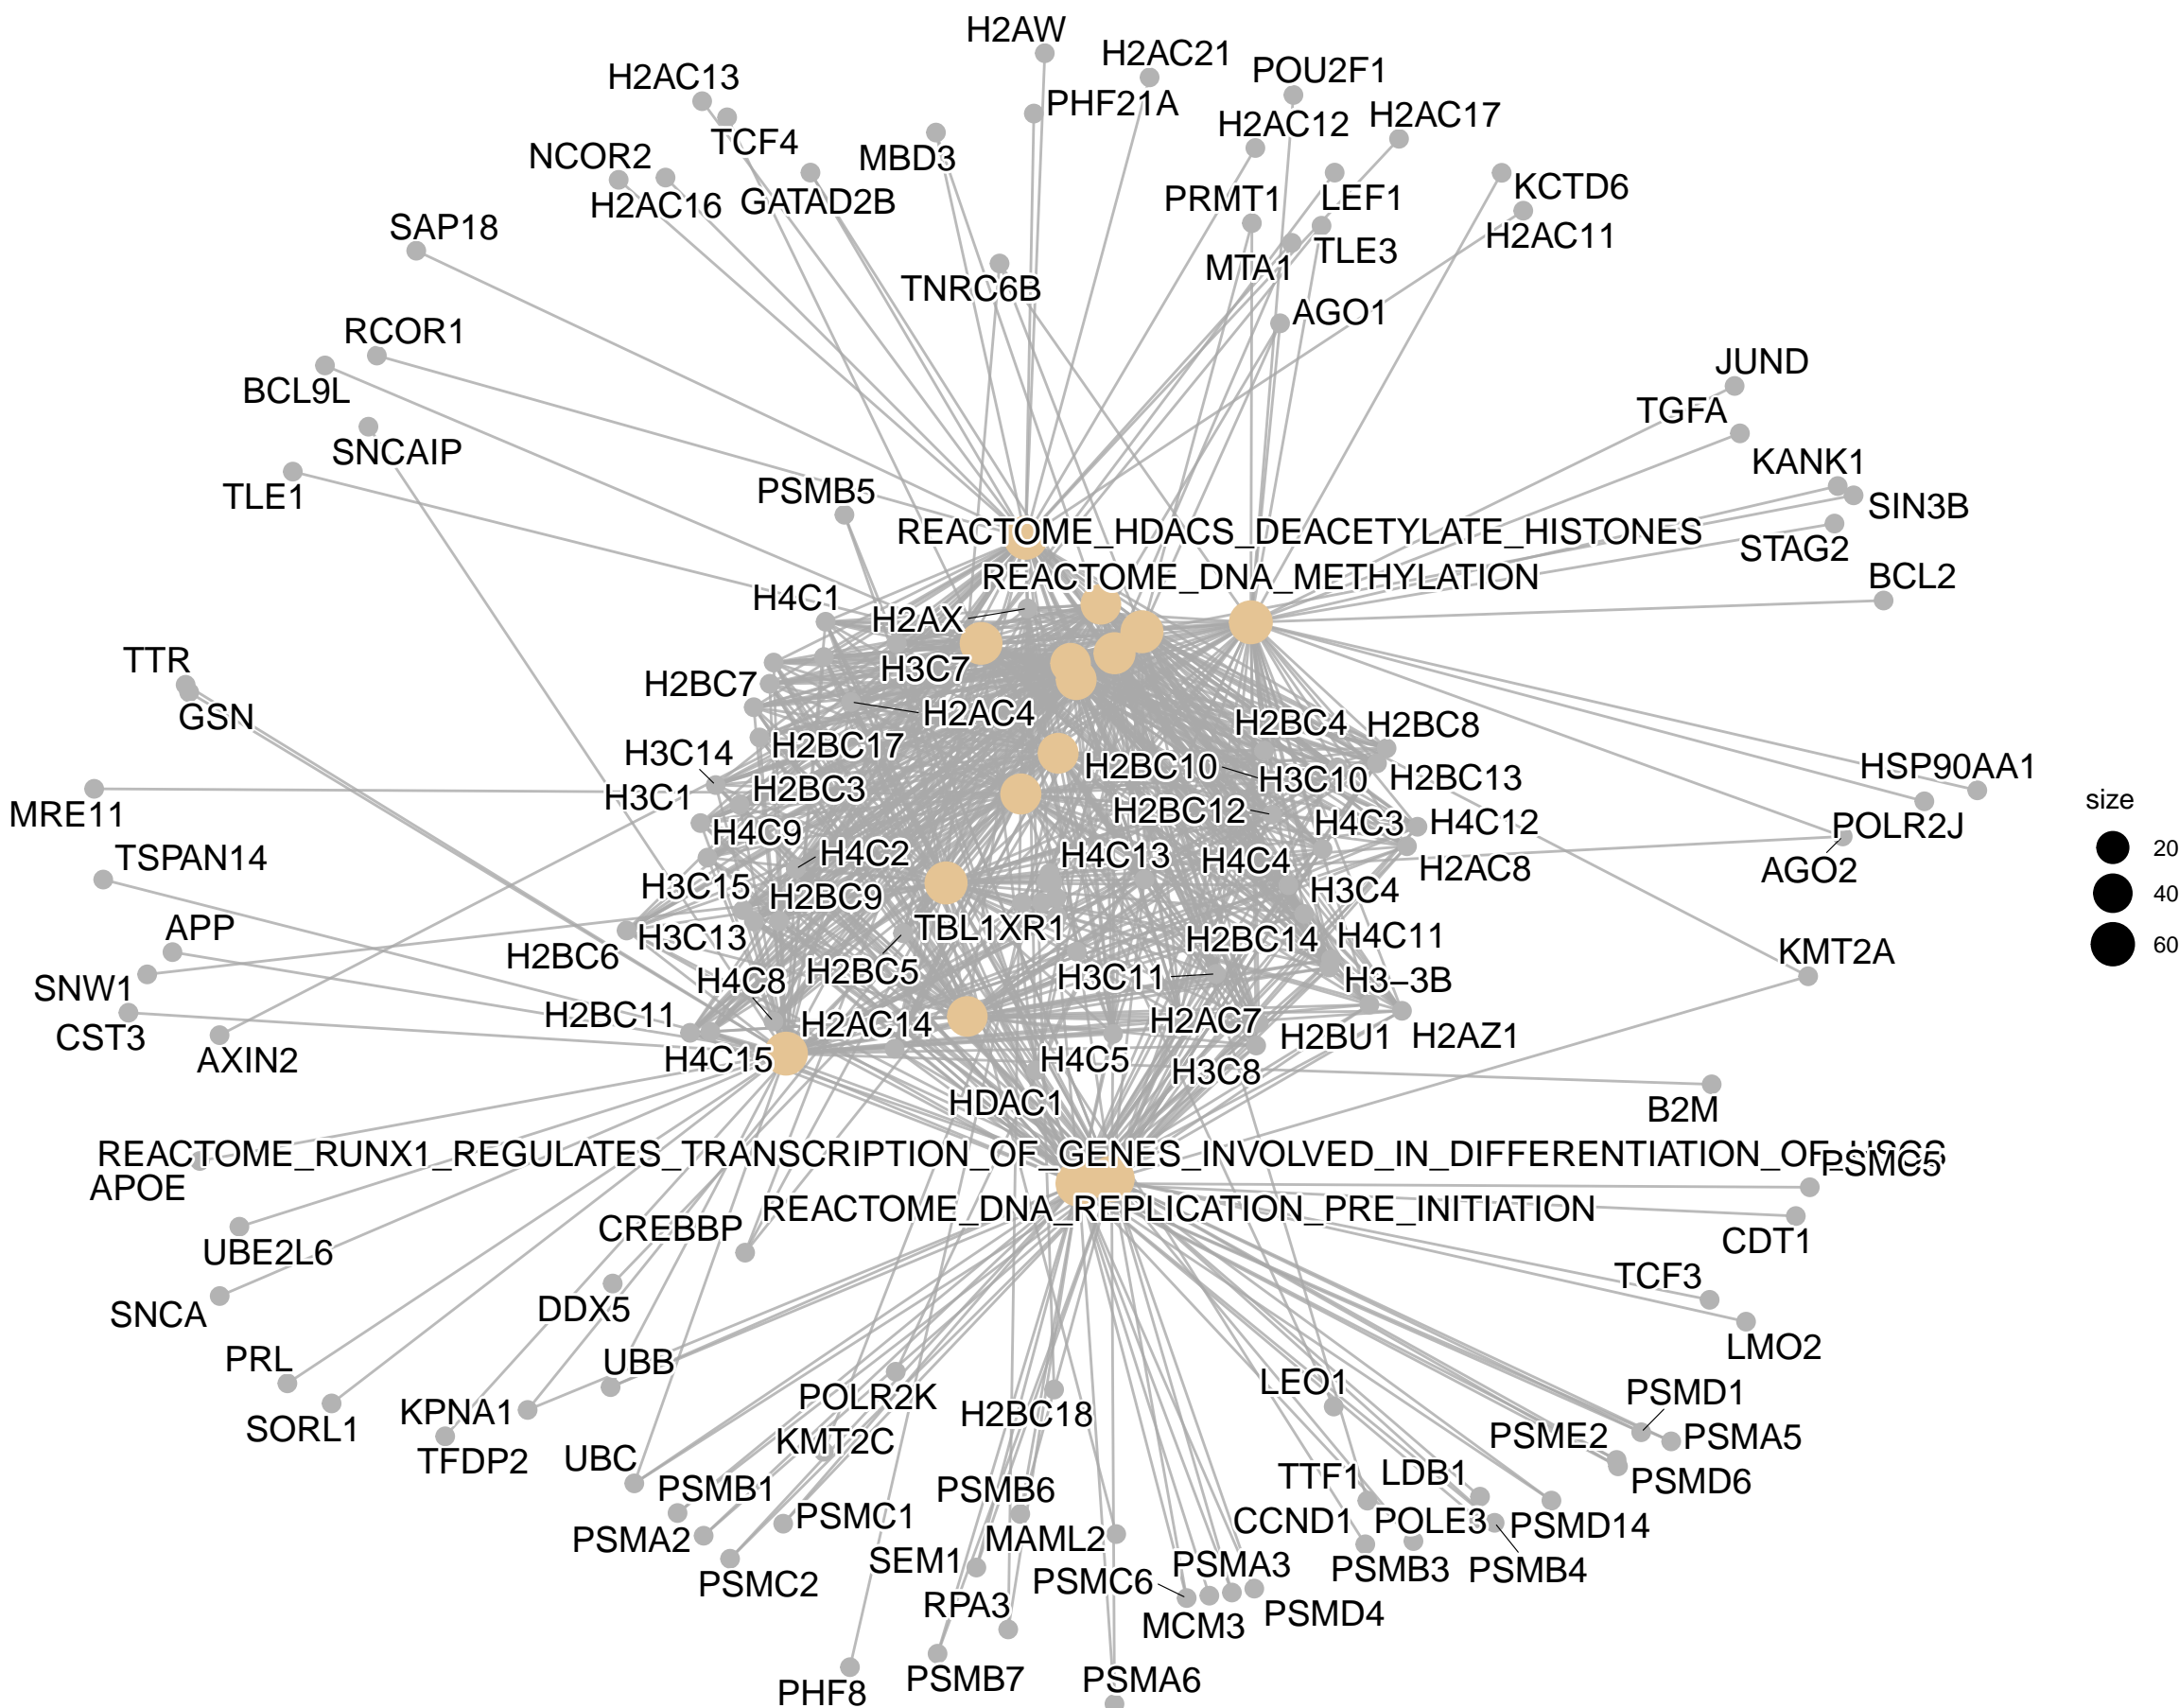 H2AW
H2AC21
H2AC13
POU2F1
PHF21A
H2AC17
H2AC12
TCF4
NCOR2
MBD3
KCTD6
H2AC16
GATAD2B
PRMT1
LEF1
SAP18
H2AC11
TLE3
MTA1
TNRC6B
AGO1
RCOR1
JUND
BCL9L
TGFA
SNCAIP
KANK1
TLE1
PSMB5
SIN3B
REACTOME_HDACS_DEACETYLATE_HISTONES
STAG2
REACTOME_DNA_METHYLATION
BCL2
H4C1
H2AX
TTR
H3C7
H2BC7
GSN
H2AC4
H2BC4
H2BC8
H2BC17
H3C14
H2BC10
H3C10
H2BC13
HSP90AA1
H2BC3
H3C1
size
MRE11
H2BC12
H4C3
H4C12
POLR2J
H4C9
20
TSPAN14
H4C2
H4C13
H4C4
H2AC8
AGO2
H3C15
H2BC9
H3C4
40
APP
TBL1XR1
H3C13
H2BC14
H4C11
60
H2BC6
KMT2A
H2BC5
H4C8
H3C11
H3−3B
SNW1
H2BC11
H2AC14
H2AC7
CST3
H2BU1
H2AZ1
AXIN2
H4C15
H4C5
H3C8
HDAC1
B2M
REACTOME_RUNX1_REGULATES_TRANSCRIPTION_OF_GENES_INVOLVED_IN_DIFFERENTIATION_OF_HSCS
PSMC5
APOE
REACTOME_DNA_REPLICATION_PRE_INITIATION
CREBBP
CDT1
UBE2L6
TCF3
SNCA
DDX5
LMO2
PRL
UBB
LEO1
PSMD1
POLR2K
KPNA1
H2BC18
SORL1
PSME2
PSMA5
KMT2C
TFDP2
UBC
TTF1
LDB1
PSMD6
PSMB1
PSMB6
PSMC1
CCND1
POLE3
PSMD14
PSMA2
MAML2
SEM1
PSMA3
PSMB3
PSMB4
PSMC2
PSMC6
RPA3
PSMD4
MCM3
PSMB7
PSMA6
PHF8